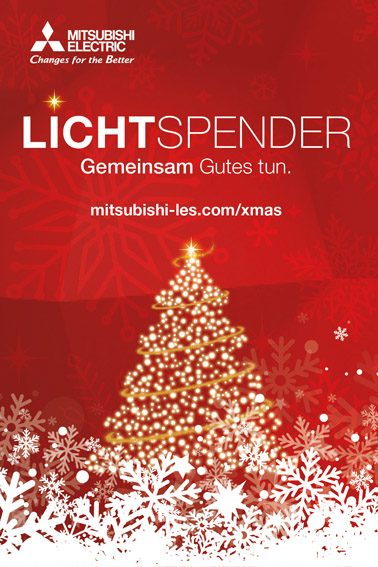 MITSUBISHI
ELECTRIC
Changes for the Better
LICHTSPENDER
Gemeinsam Gutes tun.
mitsubishi-les.com/xmas